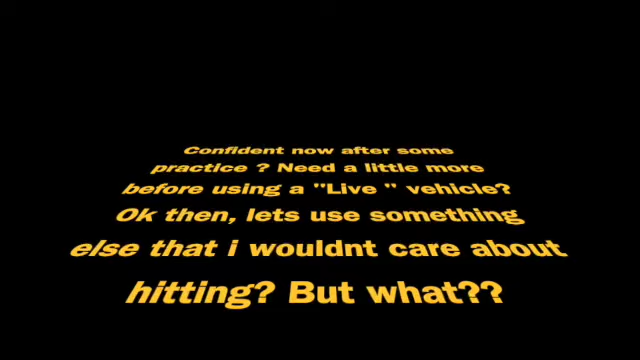 Confident now after some
practice ? Need a little more
before using a "Live " vehicle?
Ok then, lets use something
else that i wouldnt care about
hitting? But what??